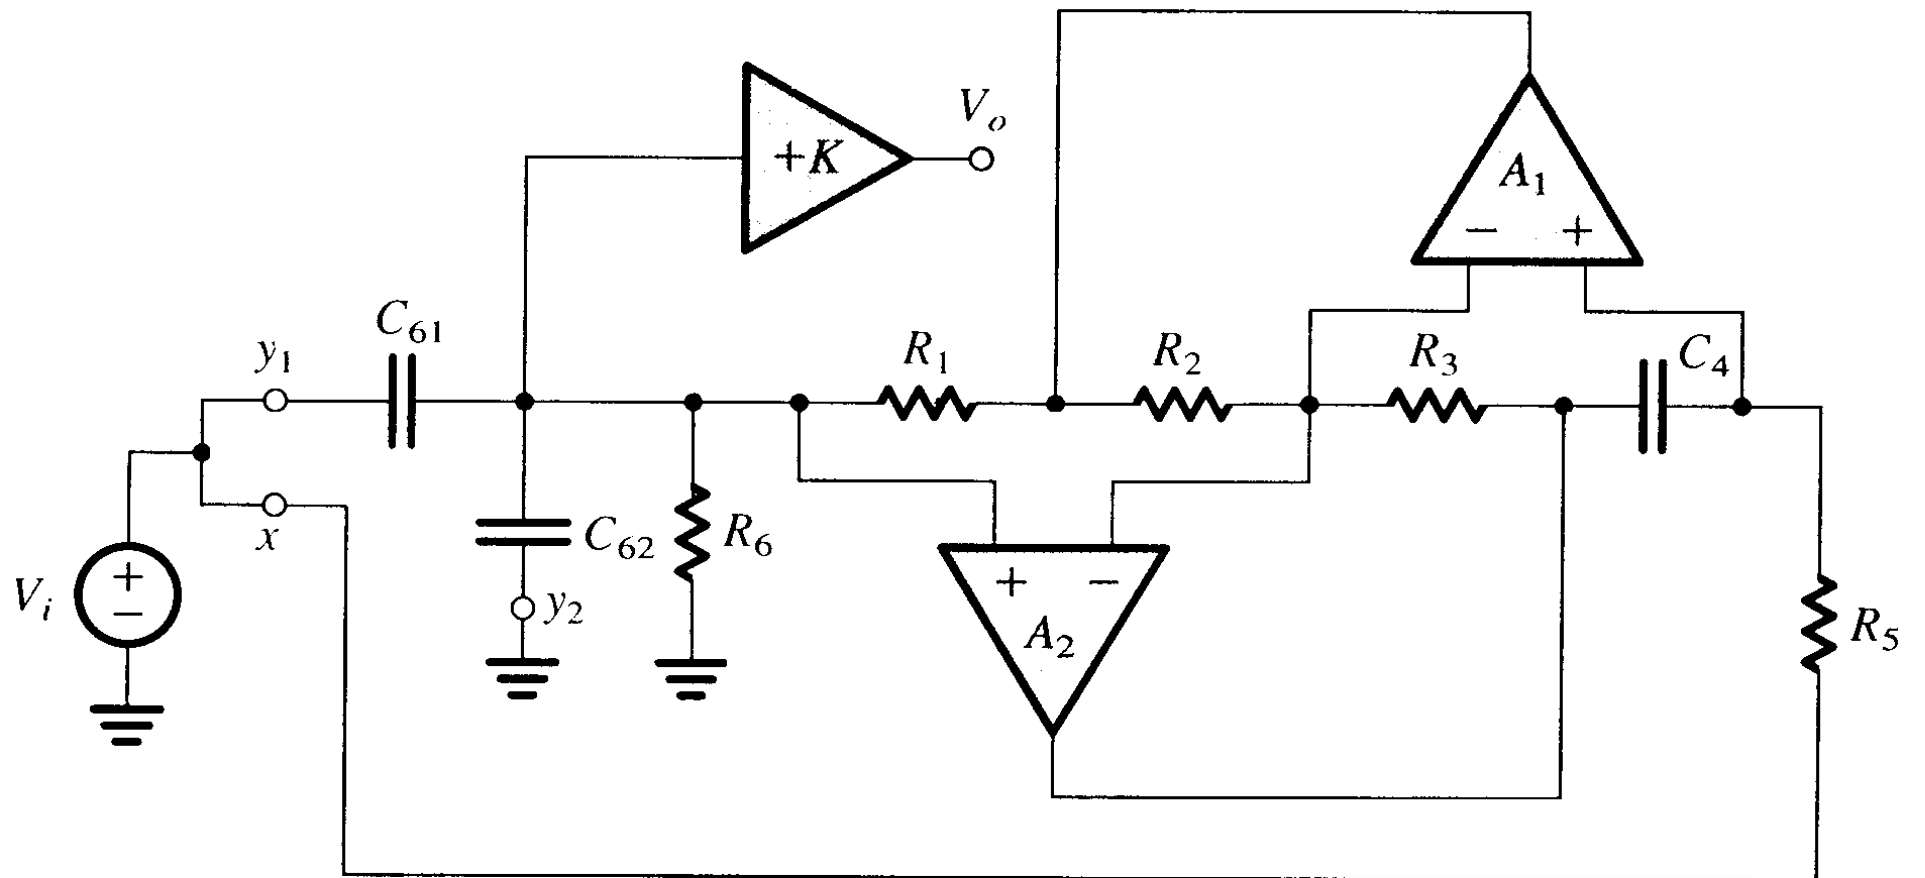 V_o
+K
A_1
− +
C_61
y_1
R_1
R_2
R_3
C_4
x
C_62
R_6
+ −
A_2
y_2
V_i
+
−
R_5